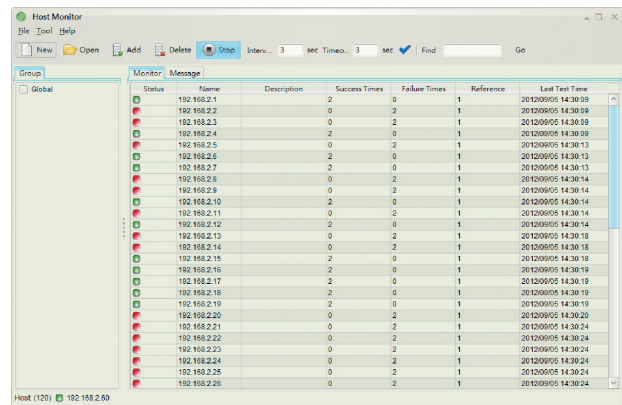 Host Monitor
File Tool Help
New Open Add Delete Stop Interv... 3 sec Timeo... 3 sec Find Go
Group Monitor Message
Global
Status Name Description Success Times Failure Times Reference Last Test Time
192.168.2.1 2 0 1 2012/09/05 14:30:09
192.168.2.2 0 2 1 2012/09/05 14:30:09
192.168.2.3 2 0 1 2012/09/05 14:30:09
192.168.2.4 2 0 1 2012/09/05 14:30:09
192.168.2.5 0 2 1 2012/09/05 14:30:13
192.168.2.6 2 0 1 2012/09/05 14:30:13
192.168.2.7 2 0 1 2012/09/05 14:30:13
192.168.2.8 0 2 1 2012/09/05 14:30:14
192.168.2.9 0 2 1 2012/09/05 14:30:14
192.168.2.10 2 0 1 2012/09/05 14:30:14
192.168.2.11 0 2 1 2012/09/05 14:30:14
192.168.2.12 2 0 1 2012/09/05 14:30:14
192.168.2.13 0 2 1 2012/09/05 14:30:18
192.168.2.14 0 2 1 2012/09/05 14:30:18
192.168.2.15 2 0 1 2012/09/05 14:30:18
192.168.2.16 2 0 1 2012/09/05 14:30:19
192.168.2.17 2 0 1 2012/09/05 14:30:19
192.168.2.18 2 0 1 2012/09/05 14:30:19
192.168.2.19 2 0 1 2012/09/05 14:30:19
192.168.2.20 0 2 1 2012/09/05 14:30:20
192.168.2.21 0 2 1 2012/09/05 14:30:24
192.168.2.22 0 2 1 2012/09/05 14:30:24
192.168.2.23 0 2 1 2012/09/05 14:30:24
192.168.2.24 0 2 1 2012/09/05 14:30:24
192.168.2.25 0 2 1 2012/09/05 14:30:24
192.168.2.26 0 2 1 2012/09/05 14:30:24
Host (120) 192.168.2.60